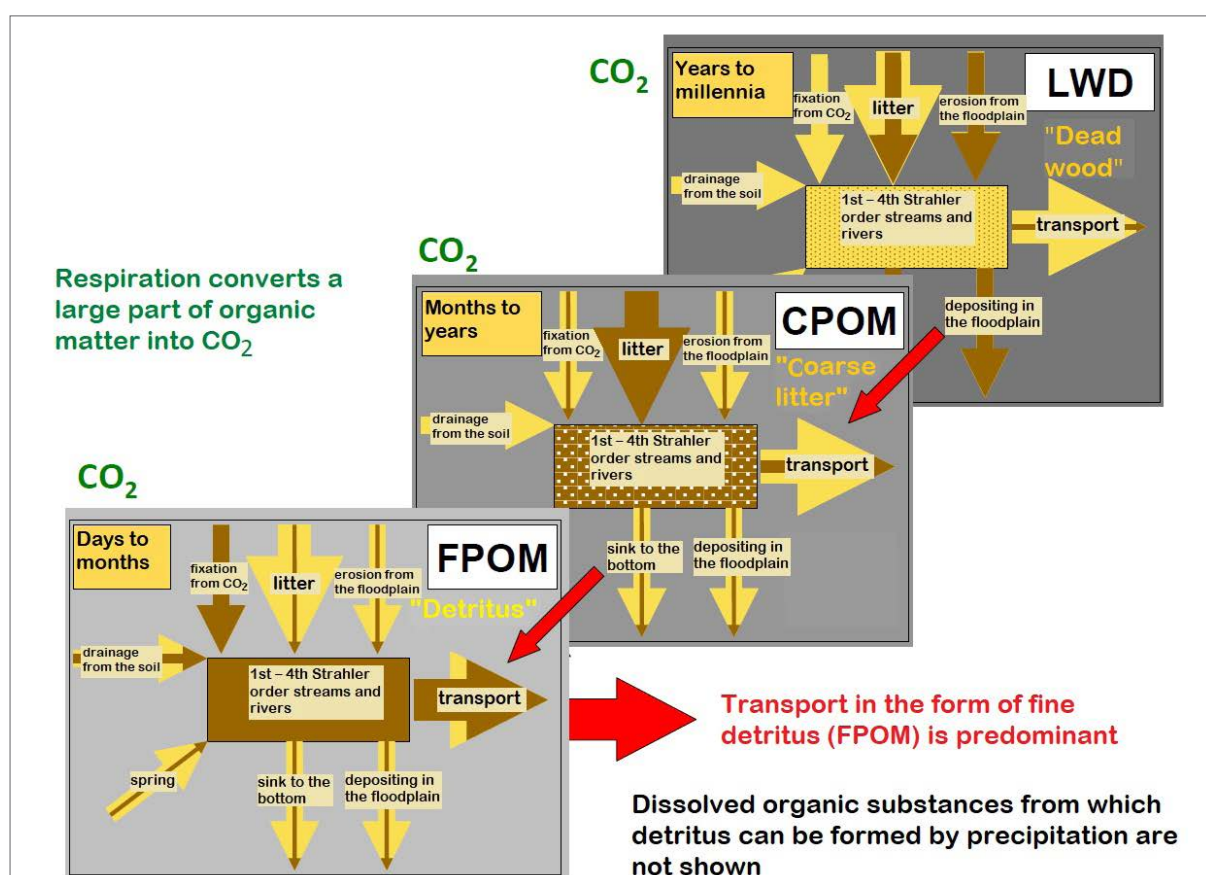 CO2
Years to
millennia
LWD
fixation
from CO2
litter
erosion from
the floodplain
"Dead
wood"
drainage
from the soil
1st – 4th Strahler
order streams and
rivers
transport
depositing in
the floodplain
CO2
Respiration converts a
large part of organic
matter into CO2
Months to
years
CPOM
fixation
from CO2
litter
erosion from
the floodplain
"Coarse
litter"
drainage
from the soil
1st – 4th Strahler
order streams and
rivers
transport
sink to the
bottom
depositing in
the floodplain
CO2
Days to
months
FPOM
fixation
from CO2
litter
erosion from
the floodplain
"Detritus"
drainage
from the soil
1st – 4th Strahler
order streams and
rivers
transport
spring
sink to the
bottom
depositing in
the floodplain
Transport in the form of fine
detritus (FPOM) is predominant
Dissolved organic substances from which
detritus can be formed by precipitation are
not shown